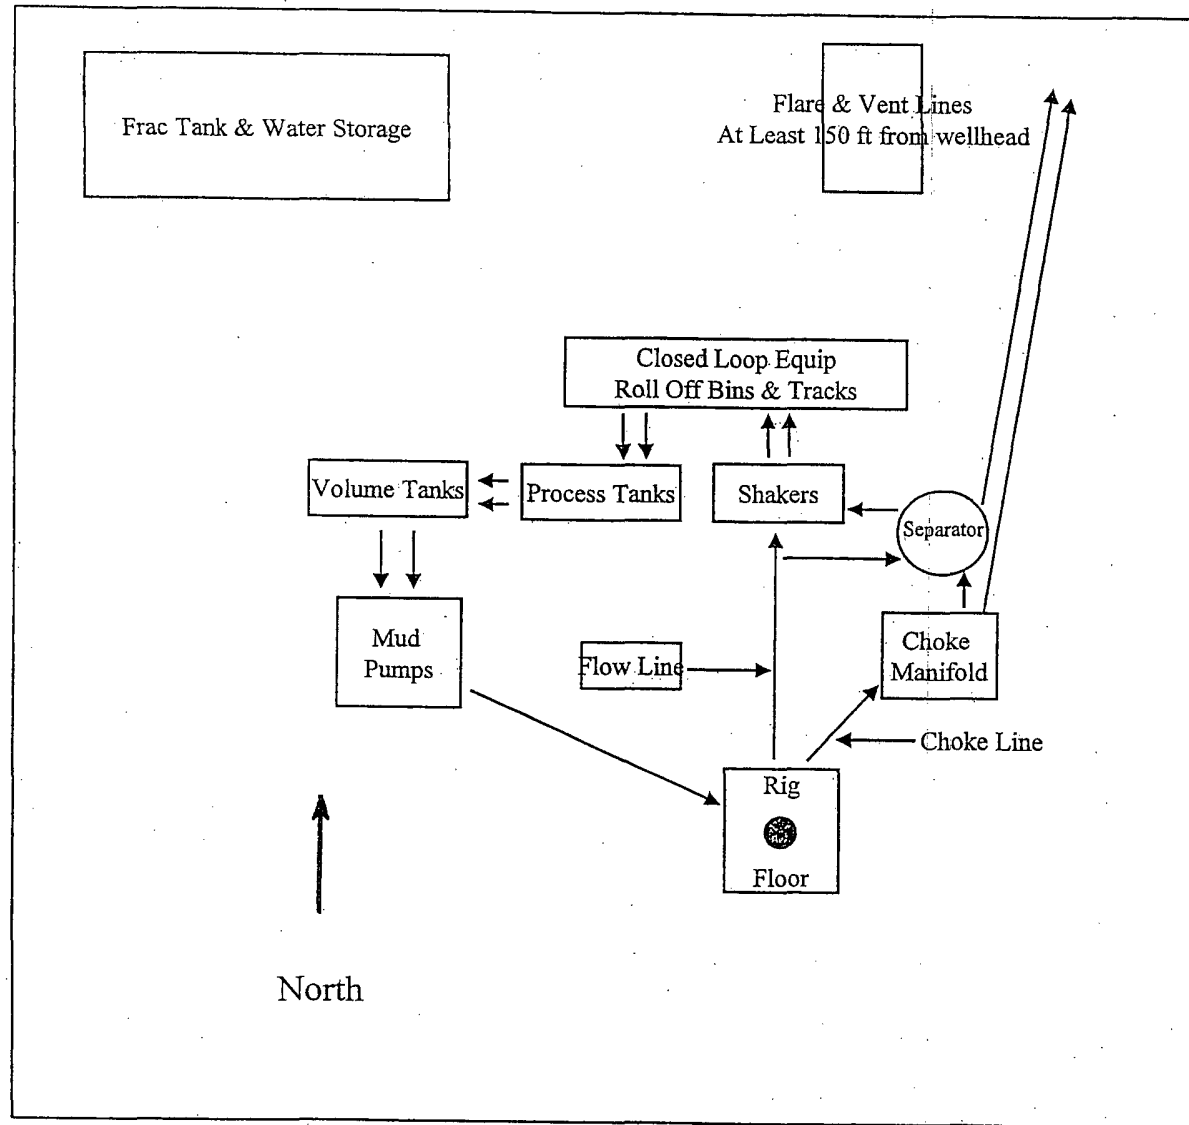 Frac Tank & Water Storage
Flare & Vent Lines
At Least 150 ft from wellhead
Closed Loop Equip
Roll Off Bins & Tracks
Volume Tanks
Process Tanks
Shakers
Separator
Mud
Pumps
Flow Line
Choke
Manifold
Choke Line
Rig
Floor
North